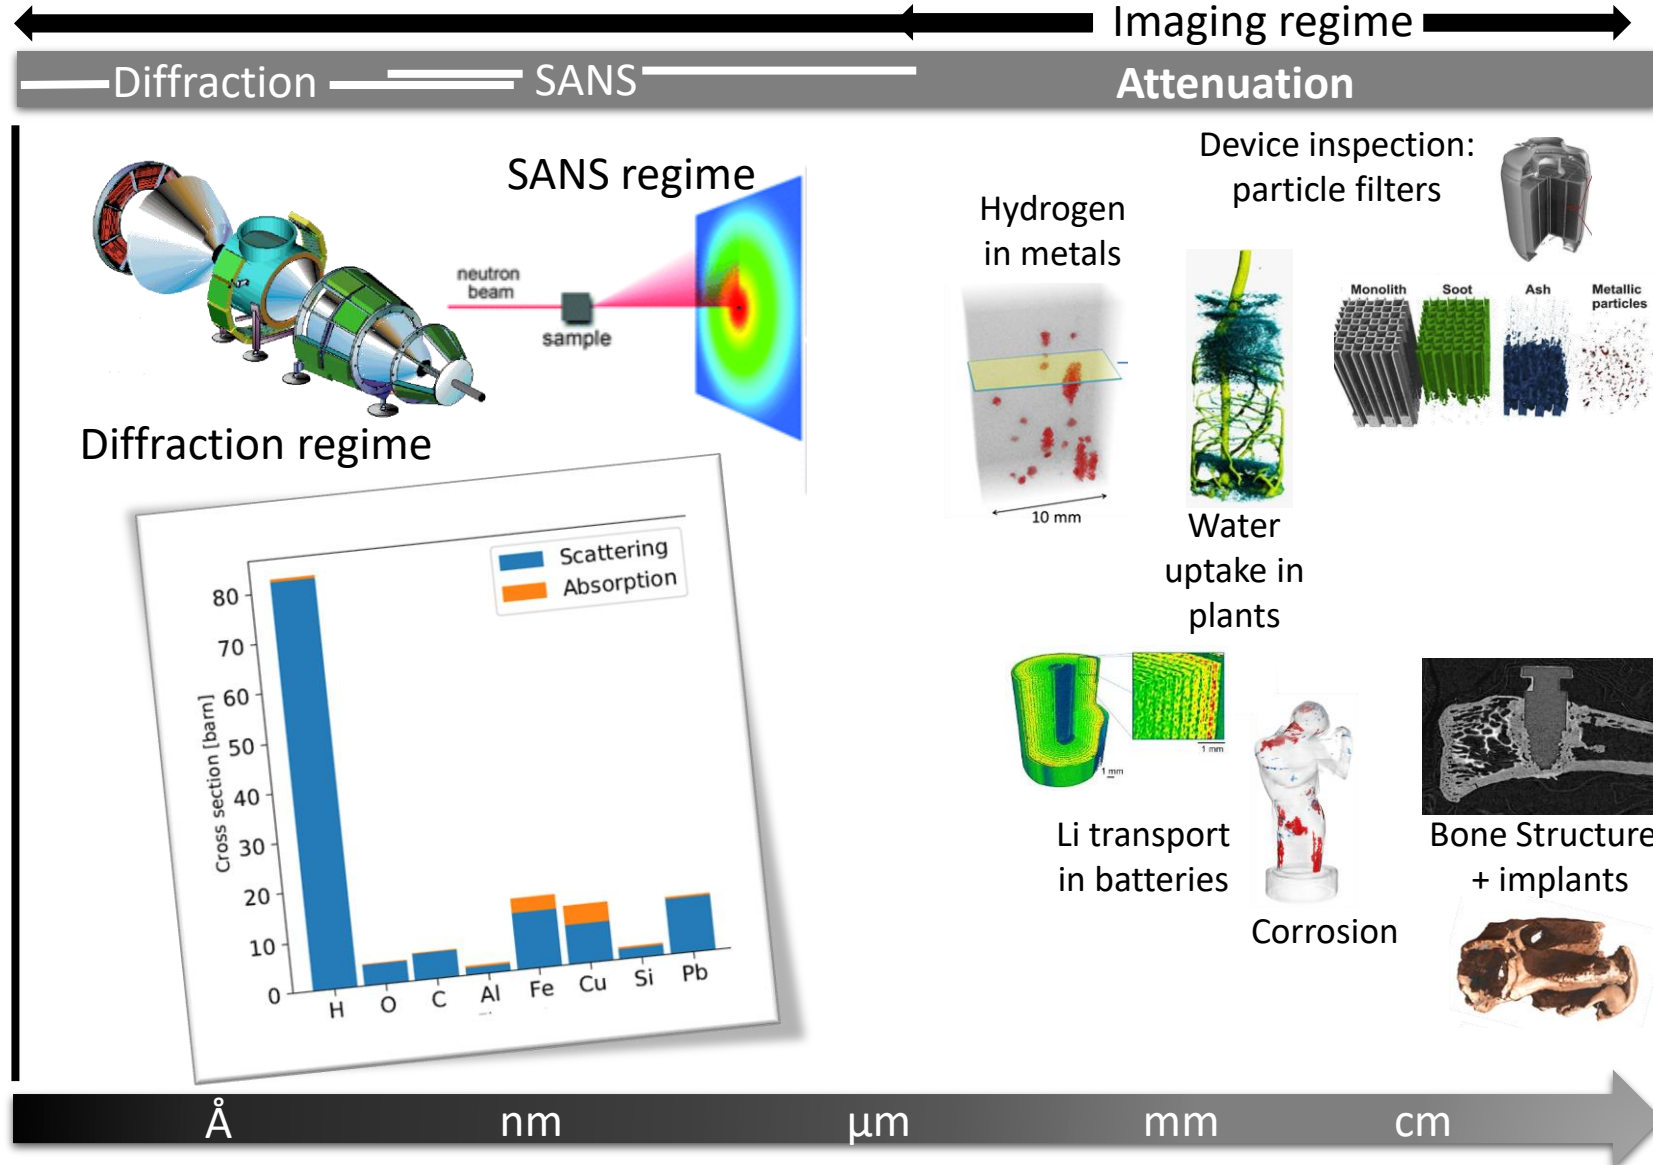 Imaging regime
Diffraction
SANS
Attenuation
SANS regime
neutron
beam
sample
Diffraction regime
Device inspection:
particle filters
Hydrogen
in metals
10 mm
Monolith
Soot
Ash
Metallic
particles
Water
uptake in
plants
Scattering
Absorption
Cross section [barn]
80
70
60
50
40
30
20
10
0
H
O
C
Al
Fe
Cu
Si
Pb
1 mm
1 mm
Li transport
in batteries
Corrosion
Bone Structure
+ implants
Å
nm
µm
mm
cm